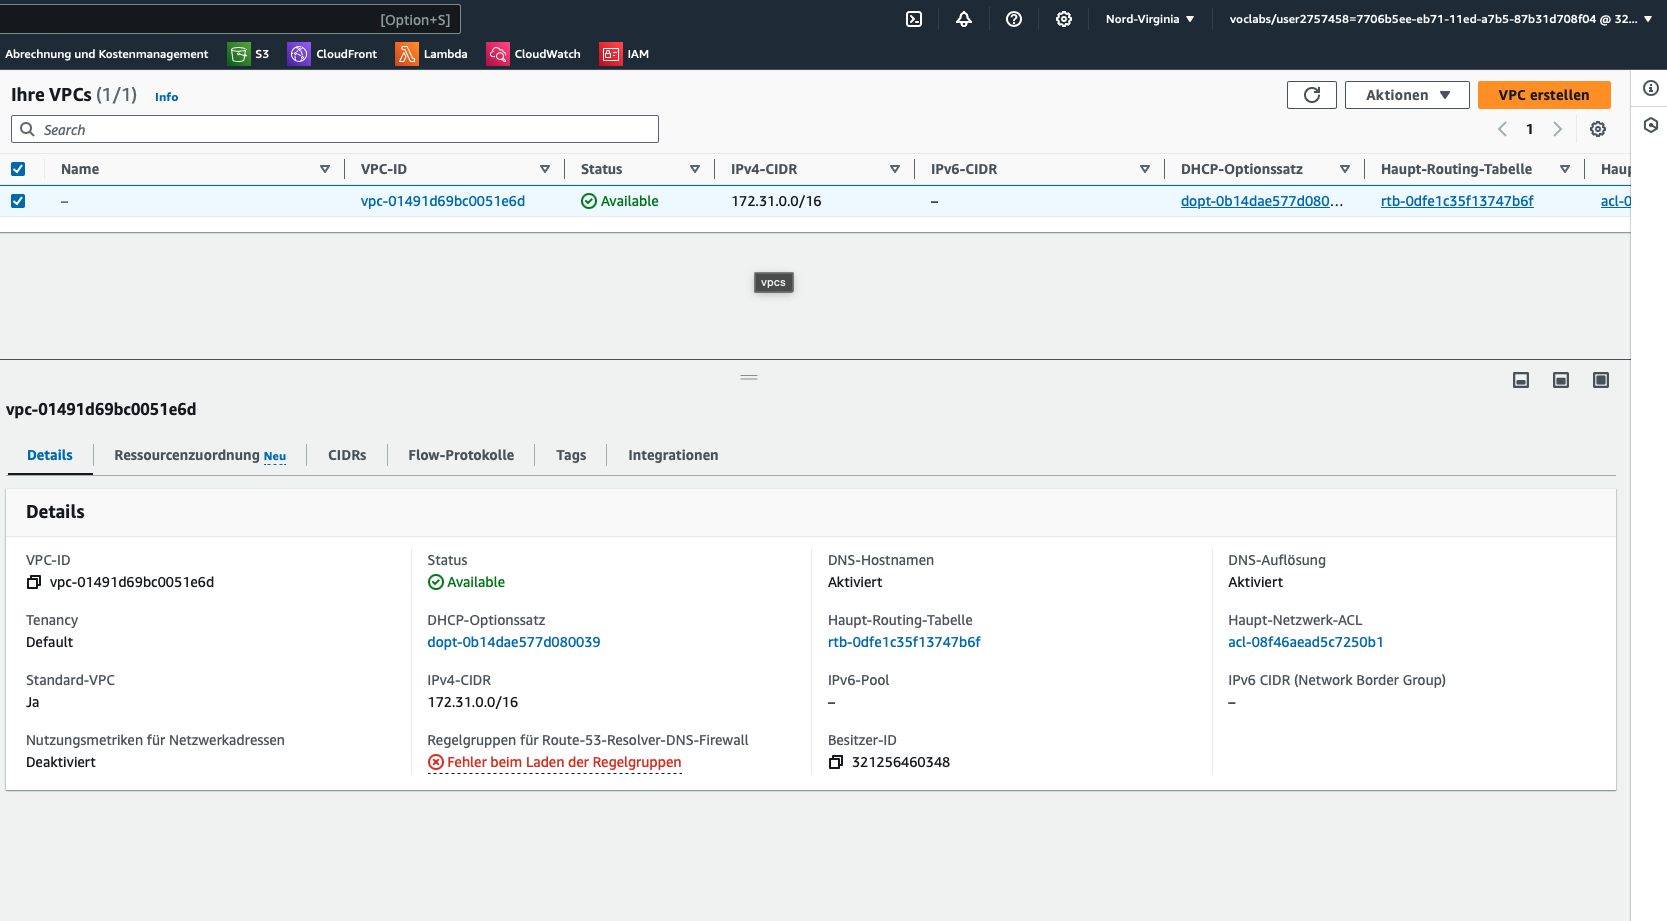 [Option+S]
Nord-Virginia ▼
voclabs/user2757458=7706b5ee-eb71-11ed-a7b5-87b31d708f04 @ 32... ▼
Abrechnung und Kostenmanagement
S3
CloudFront
Lambda
CloudWatch
IAM
Ihre VPCs (1/1) Info
Aktionen ▼
VPC erstellen
Search
1
Name
VPC-ID
Status
IPv4-CIDR
IPv6-CIDR
DHCP-Optionssatz
Haupt-Routing-Tabelle
Haup
–
vpc-01491d69bc0051e6d
Available
172.31.0.0/16
–
dopt-0b14dae577d080...
rtb-0dfe1c35f13747b6f
acl-0
vpcs
vpc-01491d69bc0051e6d
Details
Ressourcenzuordnung Neu
CIDRs
Flow-Protokolle
Tags
Integrationen
Details
VPC-ID
vpc-01491d69bc0051e6d
Status
Available
DNS-Hostnamen
Aktiviert
DNS-Auflösung
Aktiviert
Tenancy
Default
DHCP-Optionssatz
dopt-0b14dae577d080039
Haupt-Routing-Tabelle
rtb-0dfe1c35f13747b6f
Haupt-Netzwerk-ACL
acl-08f46aead5c7250b1
Standard-VPC
Ja
IPv4-CIDR
172.31.0.0/16
IPv6-Pool
–
IPv6 CIDR (Network Border Group)
–
Nutzungsmetriken für Netzwerkadressen
Deaktiviert
Regelgruppen für Route-53-Resolver-DNS-Firewall
Fehler beim Laden der Regelgruppen
Besitzer-ID
321256460348